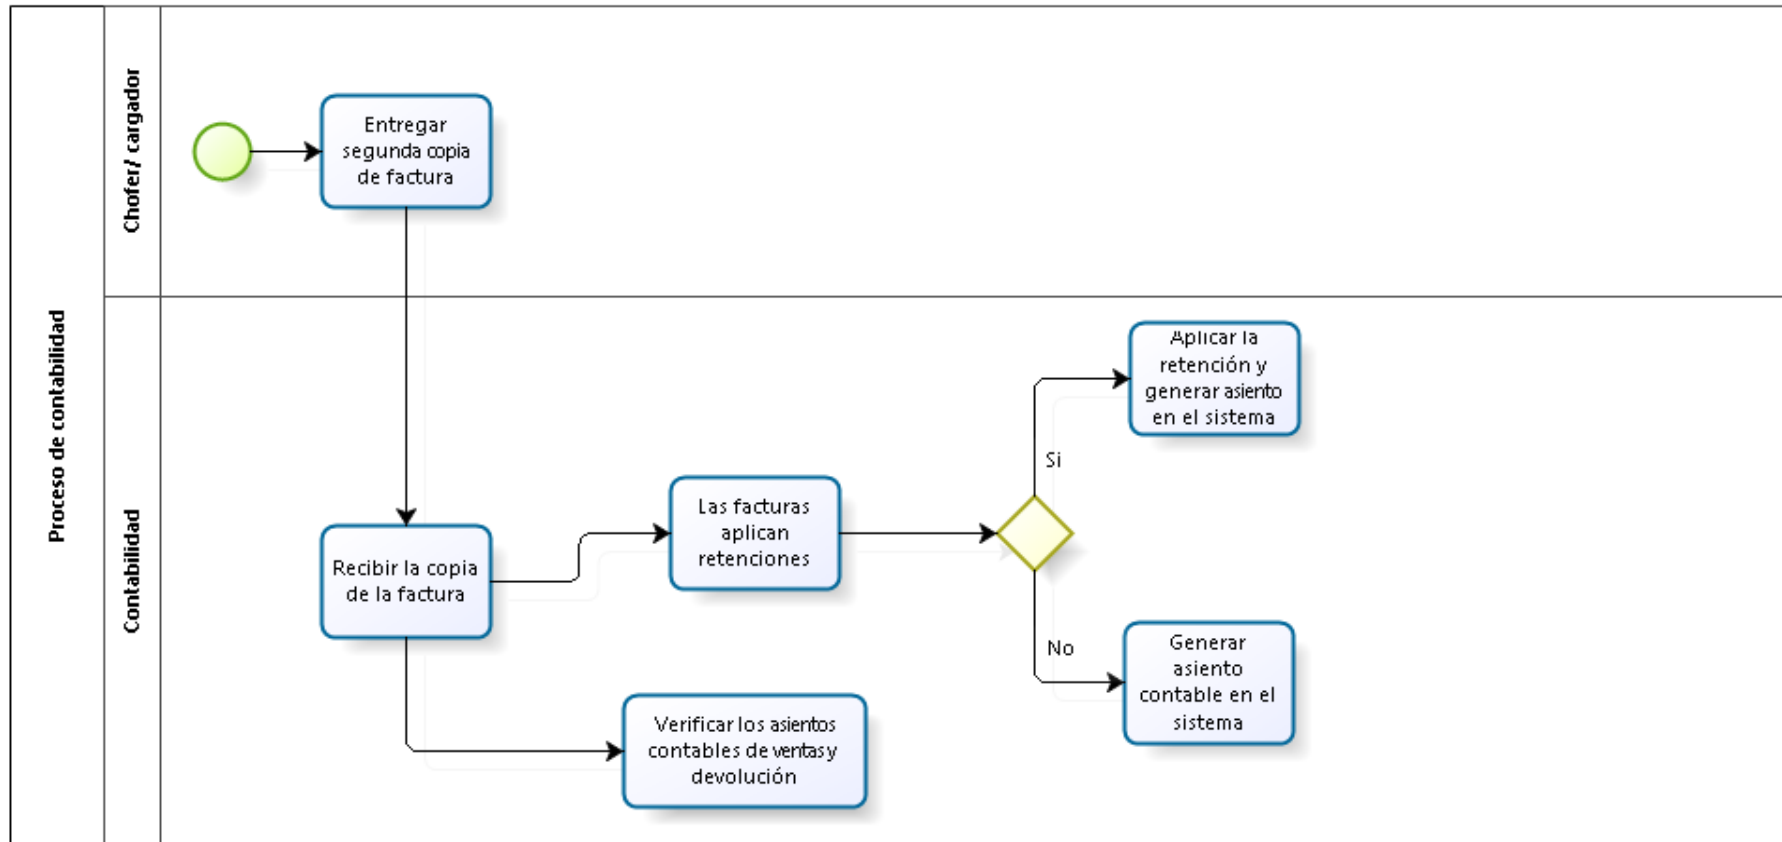 Proceso de contabilidad
Chofer/ cargador
Entregar
segunda copia
de factura
Contabilidad
Aplicar la
retención y
generar asiento
en el sistema
Si
Las facturas
aplican
retenciones
Recibir la copia
de la factura
No
Generar
asiento
contable en el
sistema
Verificar los asientos
contables de ventas y
devolución